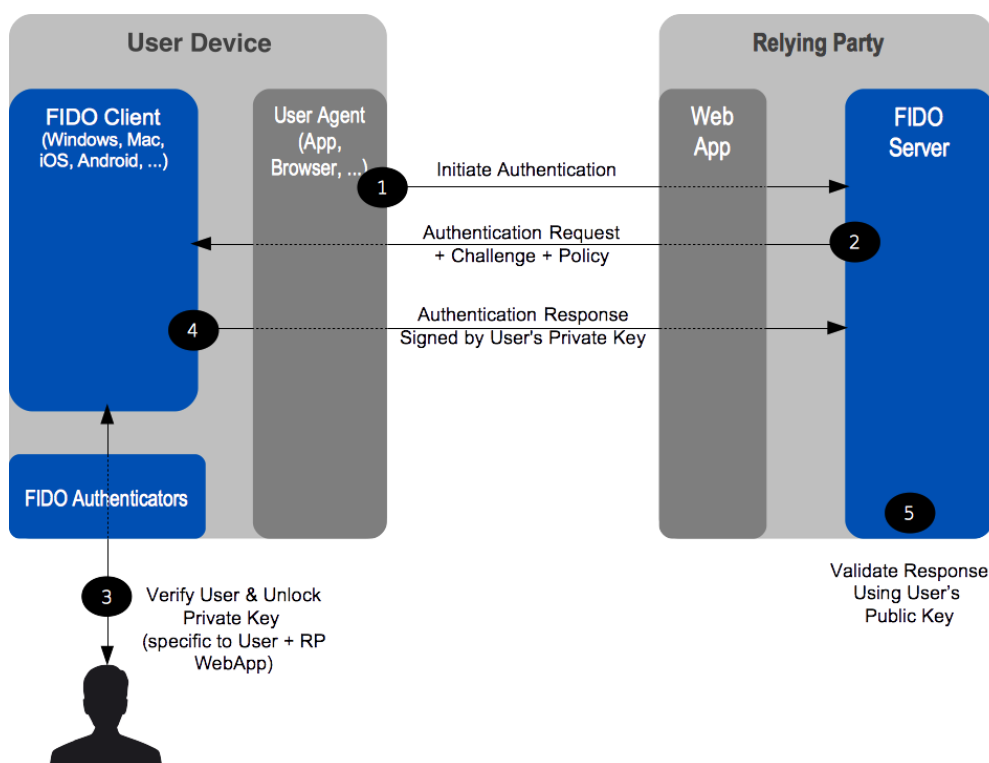 User Device
Relying Party
FIDO Client
(Windows, Mac,
iOS, Android, ...)
User Agent
(App,
Browser, ...)
Web
App
FIDO
Server
1
Initiate Authentication
Authentication Request
+ Challenge + Policy
2
4
Authentication Response
Signed by User's Private Key
FIDO Authenticators
5
Validate Response
Using User's
Public Key
3
Verify User & Unlock
Private Key
(specific to User + RP
WebApp)